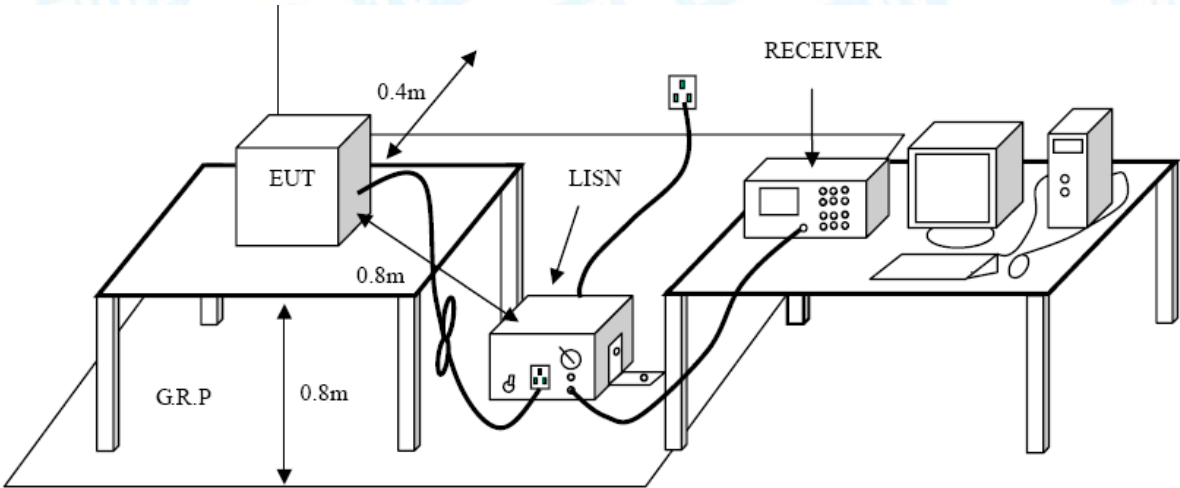 RECEIVER
0.4m
EUT
LISN
0.8m
G.R.P
0.8m